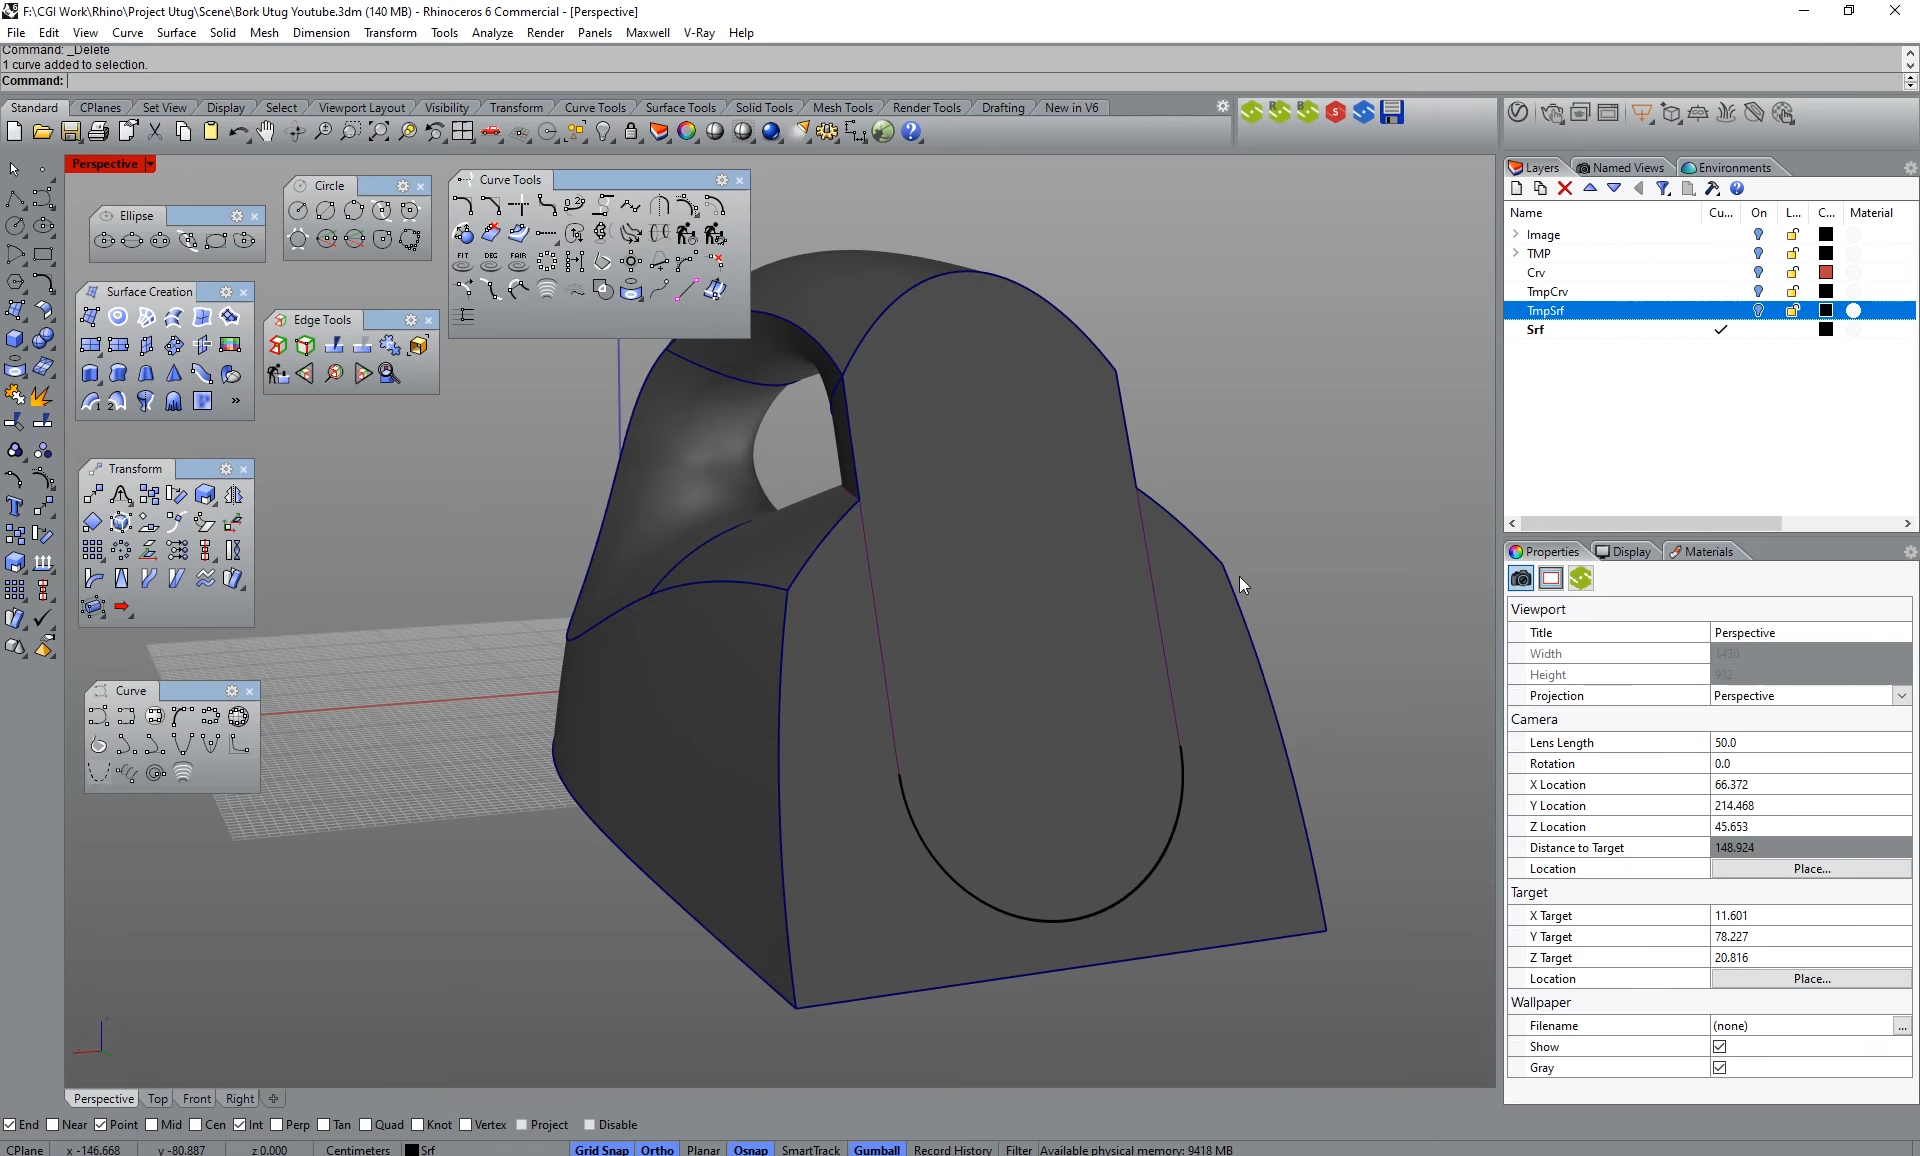 F:\CGI Work\Rhino\Project Utug\Scene\Bork Utug Youtube.3dm (140 MB) - Rhinoceros 6 Commercial - [Perspective]
File Edit View Curve Surface Solid Mesh Dimension Transform Tools Analyze Render Panels Maxwell V-Ray Help
Command: _Delete
1 curve added to selection.
Command:
Standard CPlanes Set View Display Select Viewport Layout Visibility Transform Curve Tools Surface Tools Solid Tools Mesh Tools Render Tools Drafting New in V6
Perspective
Circle
Curve Tools
Ellipse
FIT DEG FAIR
Surface Creation
Edge Tools
1 2 »
Transform
Curve
Layers Named Views Environments
Name Cu... On L... C... Material
Image
TMP
Crv
TmpCrv
TmpSrf
Srf
Properties Display Materials
Viewport
Title Perspective
Width 1430
Height 932
Projection Perspective
Camera
Lens Length 50.0
Rotation 0.0
X Location 66.372
Y Location 214.468
Z Location 45.653
Distance to Target 148.924
Location Place...
Target
X Target 11.601
Y Target 78.227
Z Target 20.816
Location Place...
Wallpaper
Filename (none) ...
Show
Gray
Perspective Top Front Right
End Near Point Mid Cen Int Perp Tan Quad Knot Vertex Project Disable
CPlane x -146.668 y -80.887 z 0.000 Centimeters Srf Grid Snap Ortho Planar Osnap SmartTrack Gumball Record History Filter Available physical memory: 9418 MB